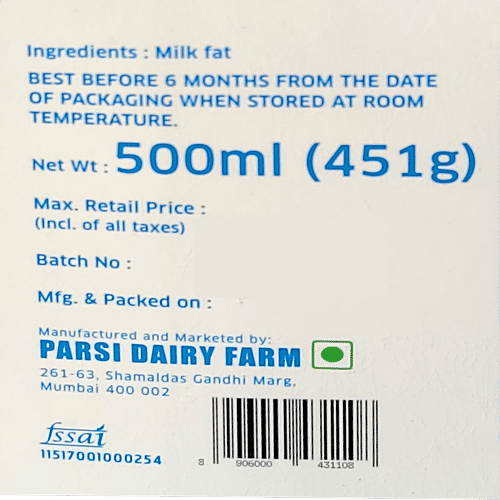 Ingredients : Milk fat
BEST BEFORE 6 MONTHS FROM THE DATE
OF PACKAGING WHEN STORED AT ROOM
TEMPERATURE.
Net Wt : 500ml (451g)
Max. Retail Price :
(Incl. of all taxes)
Batch No :
Mfg. & Packed on :
Manufactured and Marketed by:
PARSI DAIRY FARM
261-63, Shamaldas Gandhi Marg,
Mumbai 400 002
fssai
11517001000254
8 906000 431108